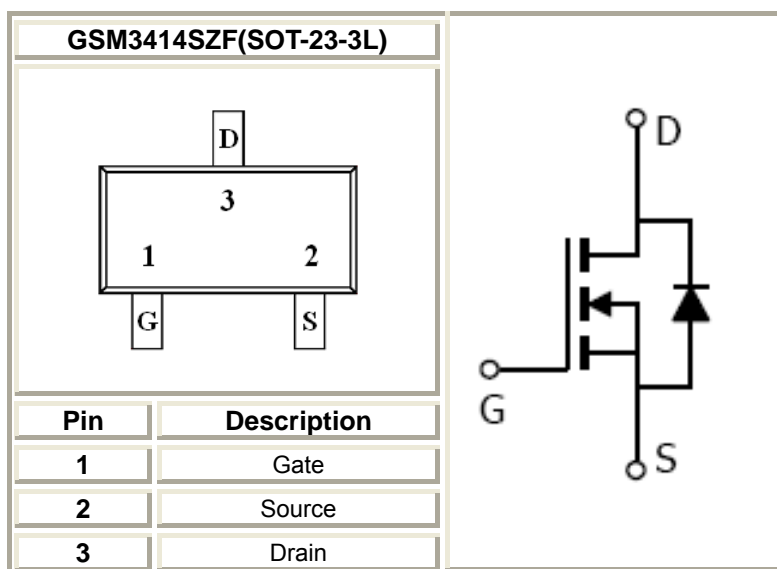 GSM3414SZF(SOT-23-3L)
D
3
1 2
G S
Pin Description
1 Gate
2 Source
3 Drain
D
G
S